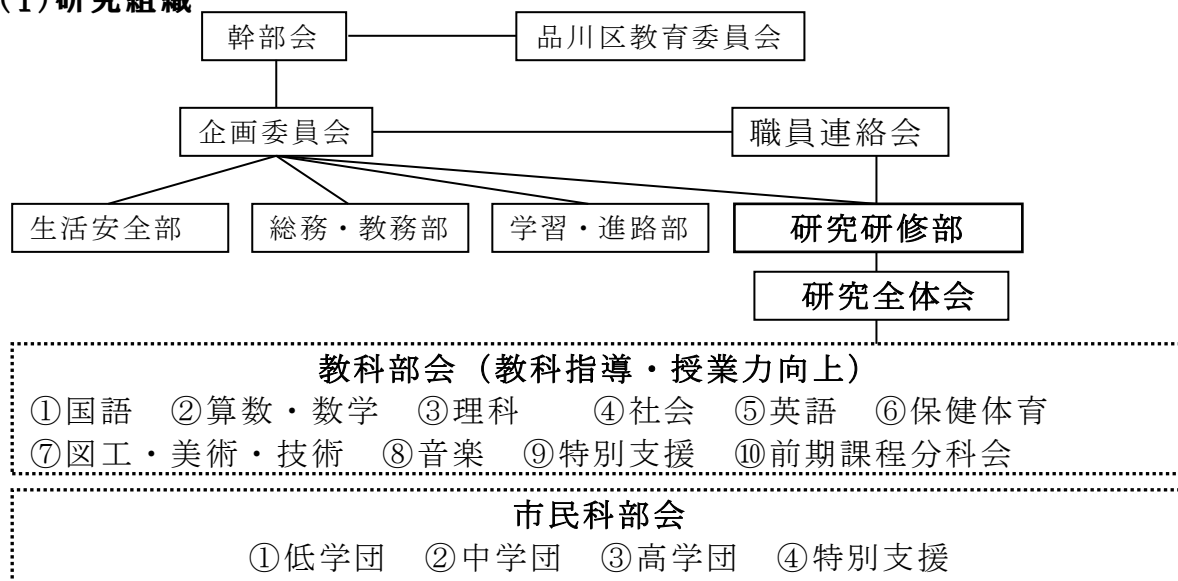 (1)研究組織
幹部会 品川区教育委員会
企画委員会 職員連絡会
生活安全部 総務・教務部 学習・進路部 研究研修部
研究全体会
教科部会（教科指導・授業力向上）
①国語 ②算数・数学 ③理科 ④社会 ⑤英語 ⑥保健体育
⑦図工・美術・技術 ⑧音楽 ⑨特別支援 ⑩前期課程分科会
市民科部会
①低学団 ②中学団 ③高学団 ④特別支援